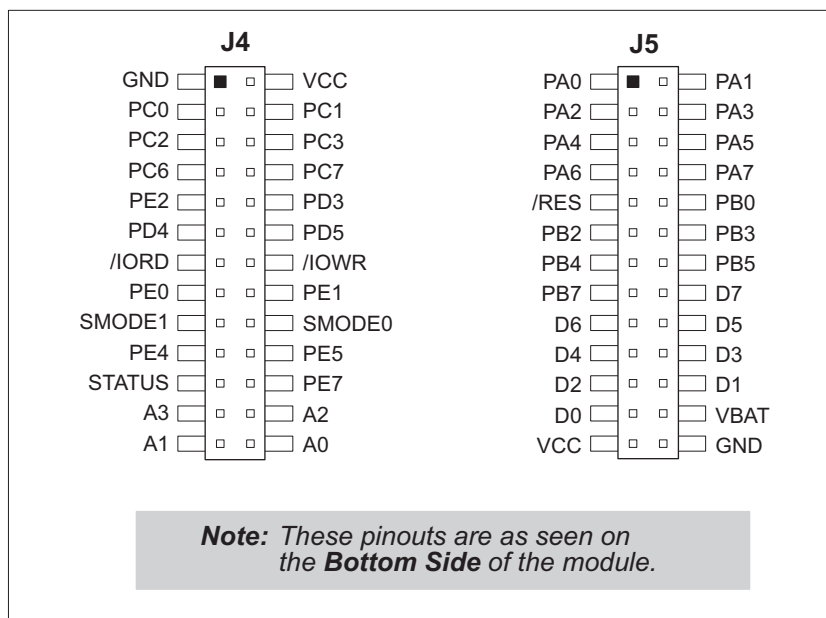 J4
GND VCC
PC0 PC1
PC2 PC3
PC6 PC7
PE2 PD3
PD4 PD5
/IORD /IOWR
PE0 PE1
SMODE1 SMODE0
PE4 PE5
STATUS PE7
A3 A2
A1 A0
J5
PA0 PA1
PA2 PA3
PA4 PA5
PA6 PA7
/RES PB0
PB2 PB3
PB4 PB5
PB7 D7
D6 D5
D4 D3
D2 D1
D0 VBAT
VCC GND
Note: These pinouts are as seen on
the Bottom Side of the module.